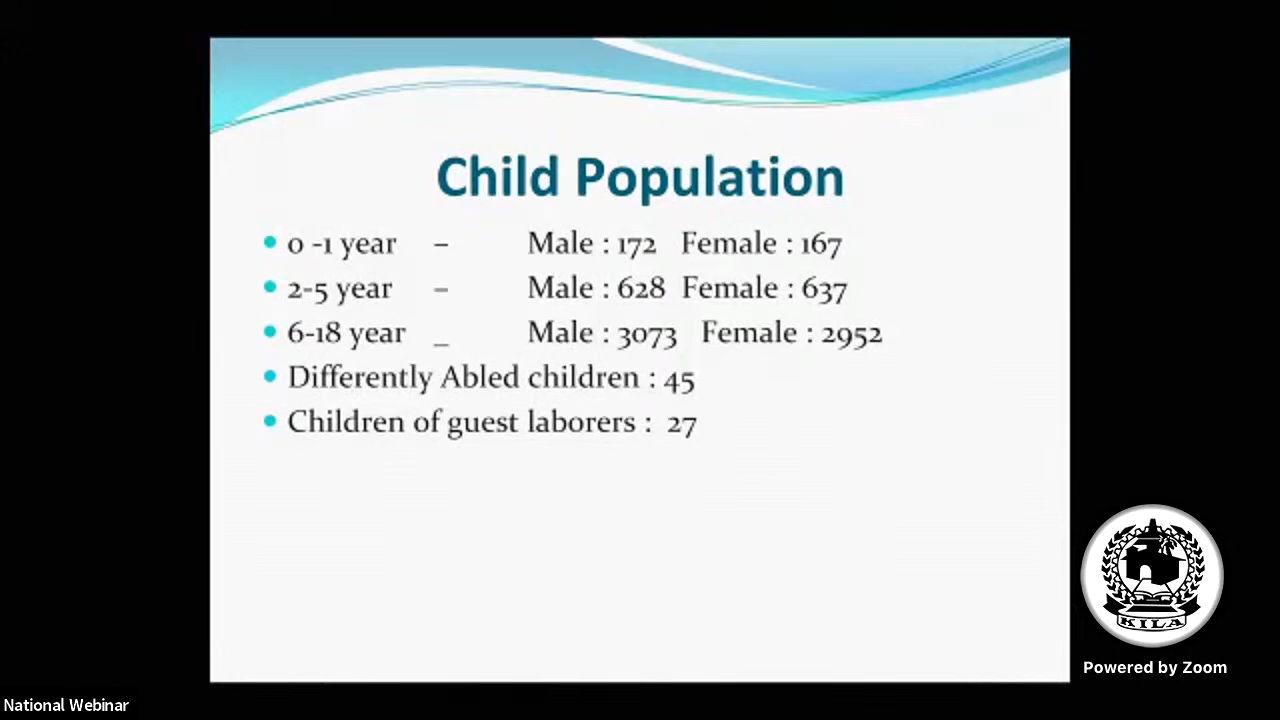 Child Population
0 -1 year – Male : 172 Female : 167
2-5 year – Male : 628 Female : 637
6-18 year _ Male : 3073 Female : 2952
Differently Abled children : 45
Children of guest laborers : 27
KILA
Powered by Zoom
National Webinar